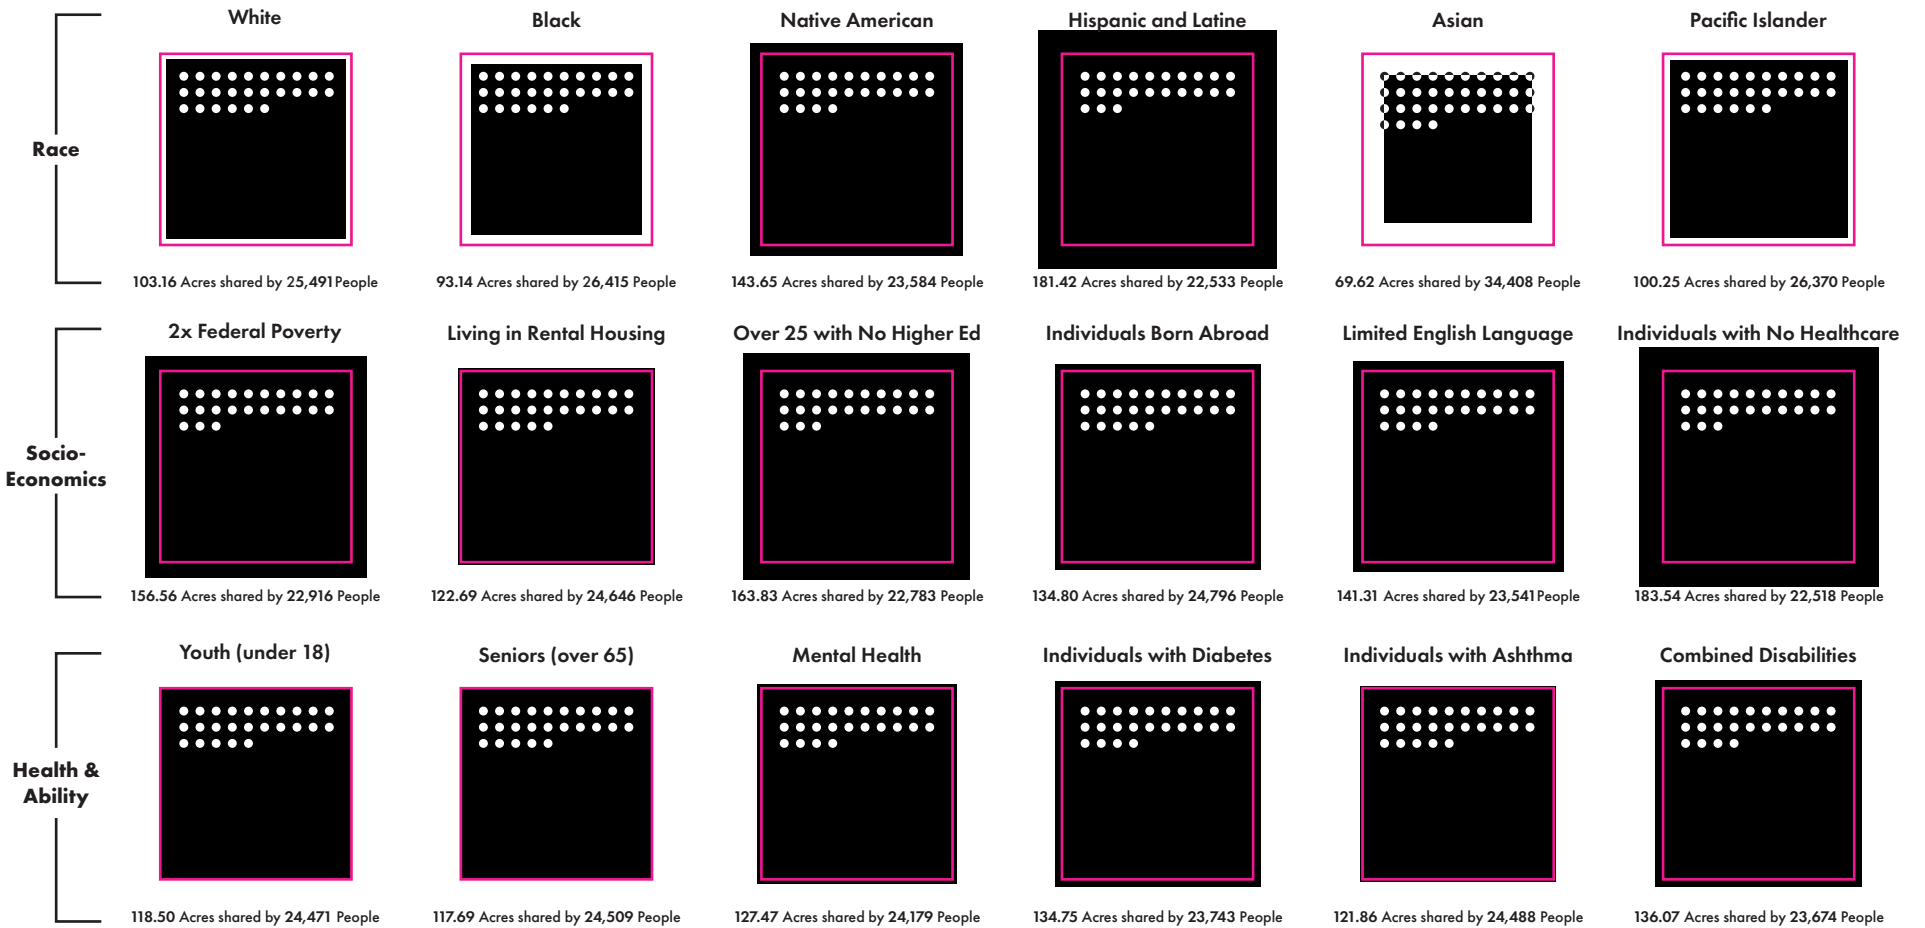 White
Black
Native American
Hispanic and Latine
Asian
Pacific Islander
Race
103.16 Acres shared by 25,491People
93.14 Acres shared by 26,415 People
143.65 Acres shared by 23,584 People
181.42 Acres shared by 22,533 People
69.62 Acres shared by 34,408 People
100.25 Acres shared by 26,370 People
2x Federal Poverty
Living in Rental Housing
Over 25 with No Higher Ed
Individuals Born Abroad
Limited English Language
Individuals with No Healthcare
Socio-
Economics
156.56 Acres shared by 22,916 People
122.69 Acres shared by 24,646 People
163.83 Acres shared by 22,783 People
134.80 Acres shared by 24,796 People
141.31 Acres shared by 23,541People
183.54 Acres shared by 22,518 People
Youth (under 18)
Seniors (over 65)
Mental Health
Individuals with Diabetes
Individuals with Ashthma
Combined Disabilities
Health &
Ability
118.50 Acres shared by 24,471 People
117.69 Acres shared by 24,509 People
127.47 Acres shared by 24,179 People
134.75 Acres shared by 23,743 People
121.86 Acres shared by 24,488 People
136.07 Acres shared by 23,674 People